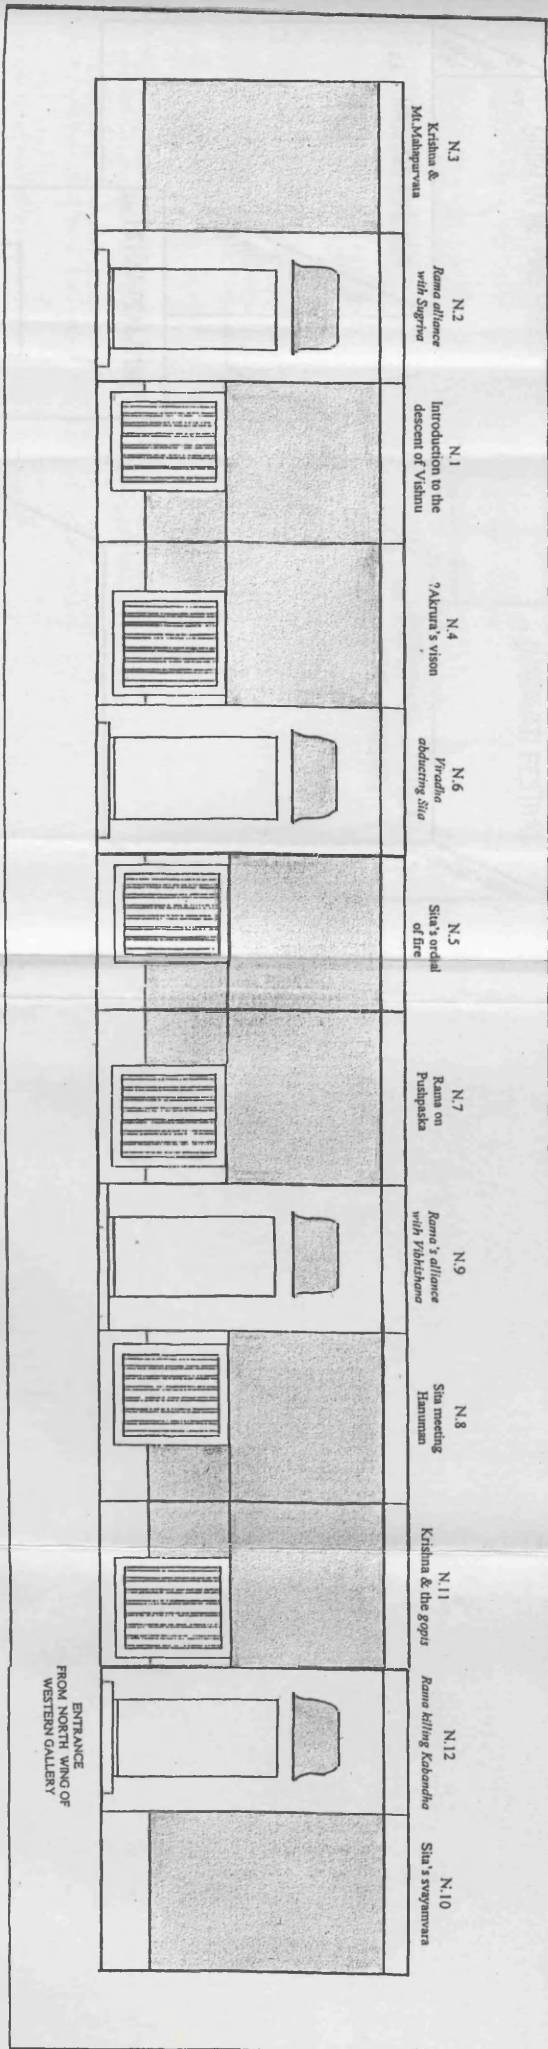 N.3
Krishna &
Mt.Mahapurvata
N.2
Rama alliance
with Sugriva
N.1
Introduction to the
descent of Vishnu
N.4
?Akrura's vison
N.6
Viradha
abducting Sita
N.5
Sita's ordial
of fire
N.7
Rama on
Pushpaska
N.9
Rama's alliance
with Vibhishana
N.8
Sita meeting
Hanuman
N.11
Krishna & the gopis
N.12
Rama killing Kabandha
N.10
Sita's svayamvara
ENTRANCE
FROM NORTH WING OF
WESTERN GALLERY